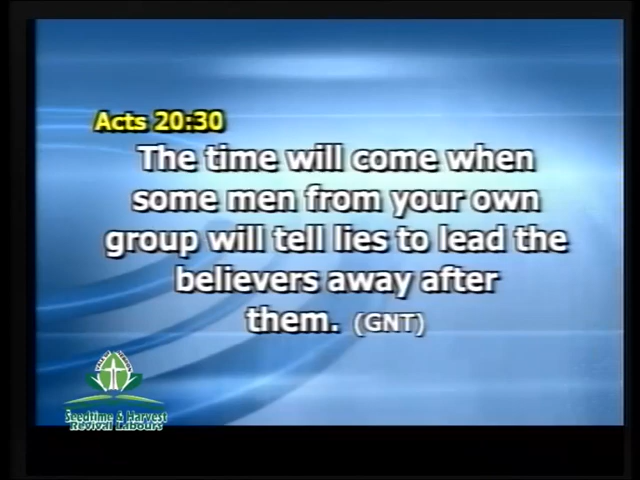 Acts 20:30
The time will come when
some men from your own
group will tell lies to lead the
believers away after
them. (GNT)
Seedtime & Harvest
Revival Labours